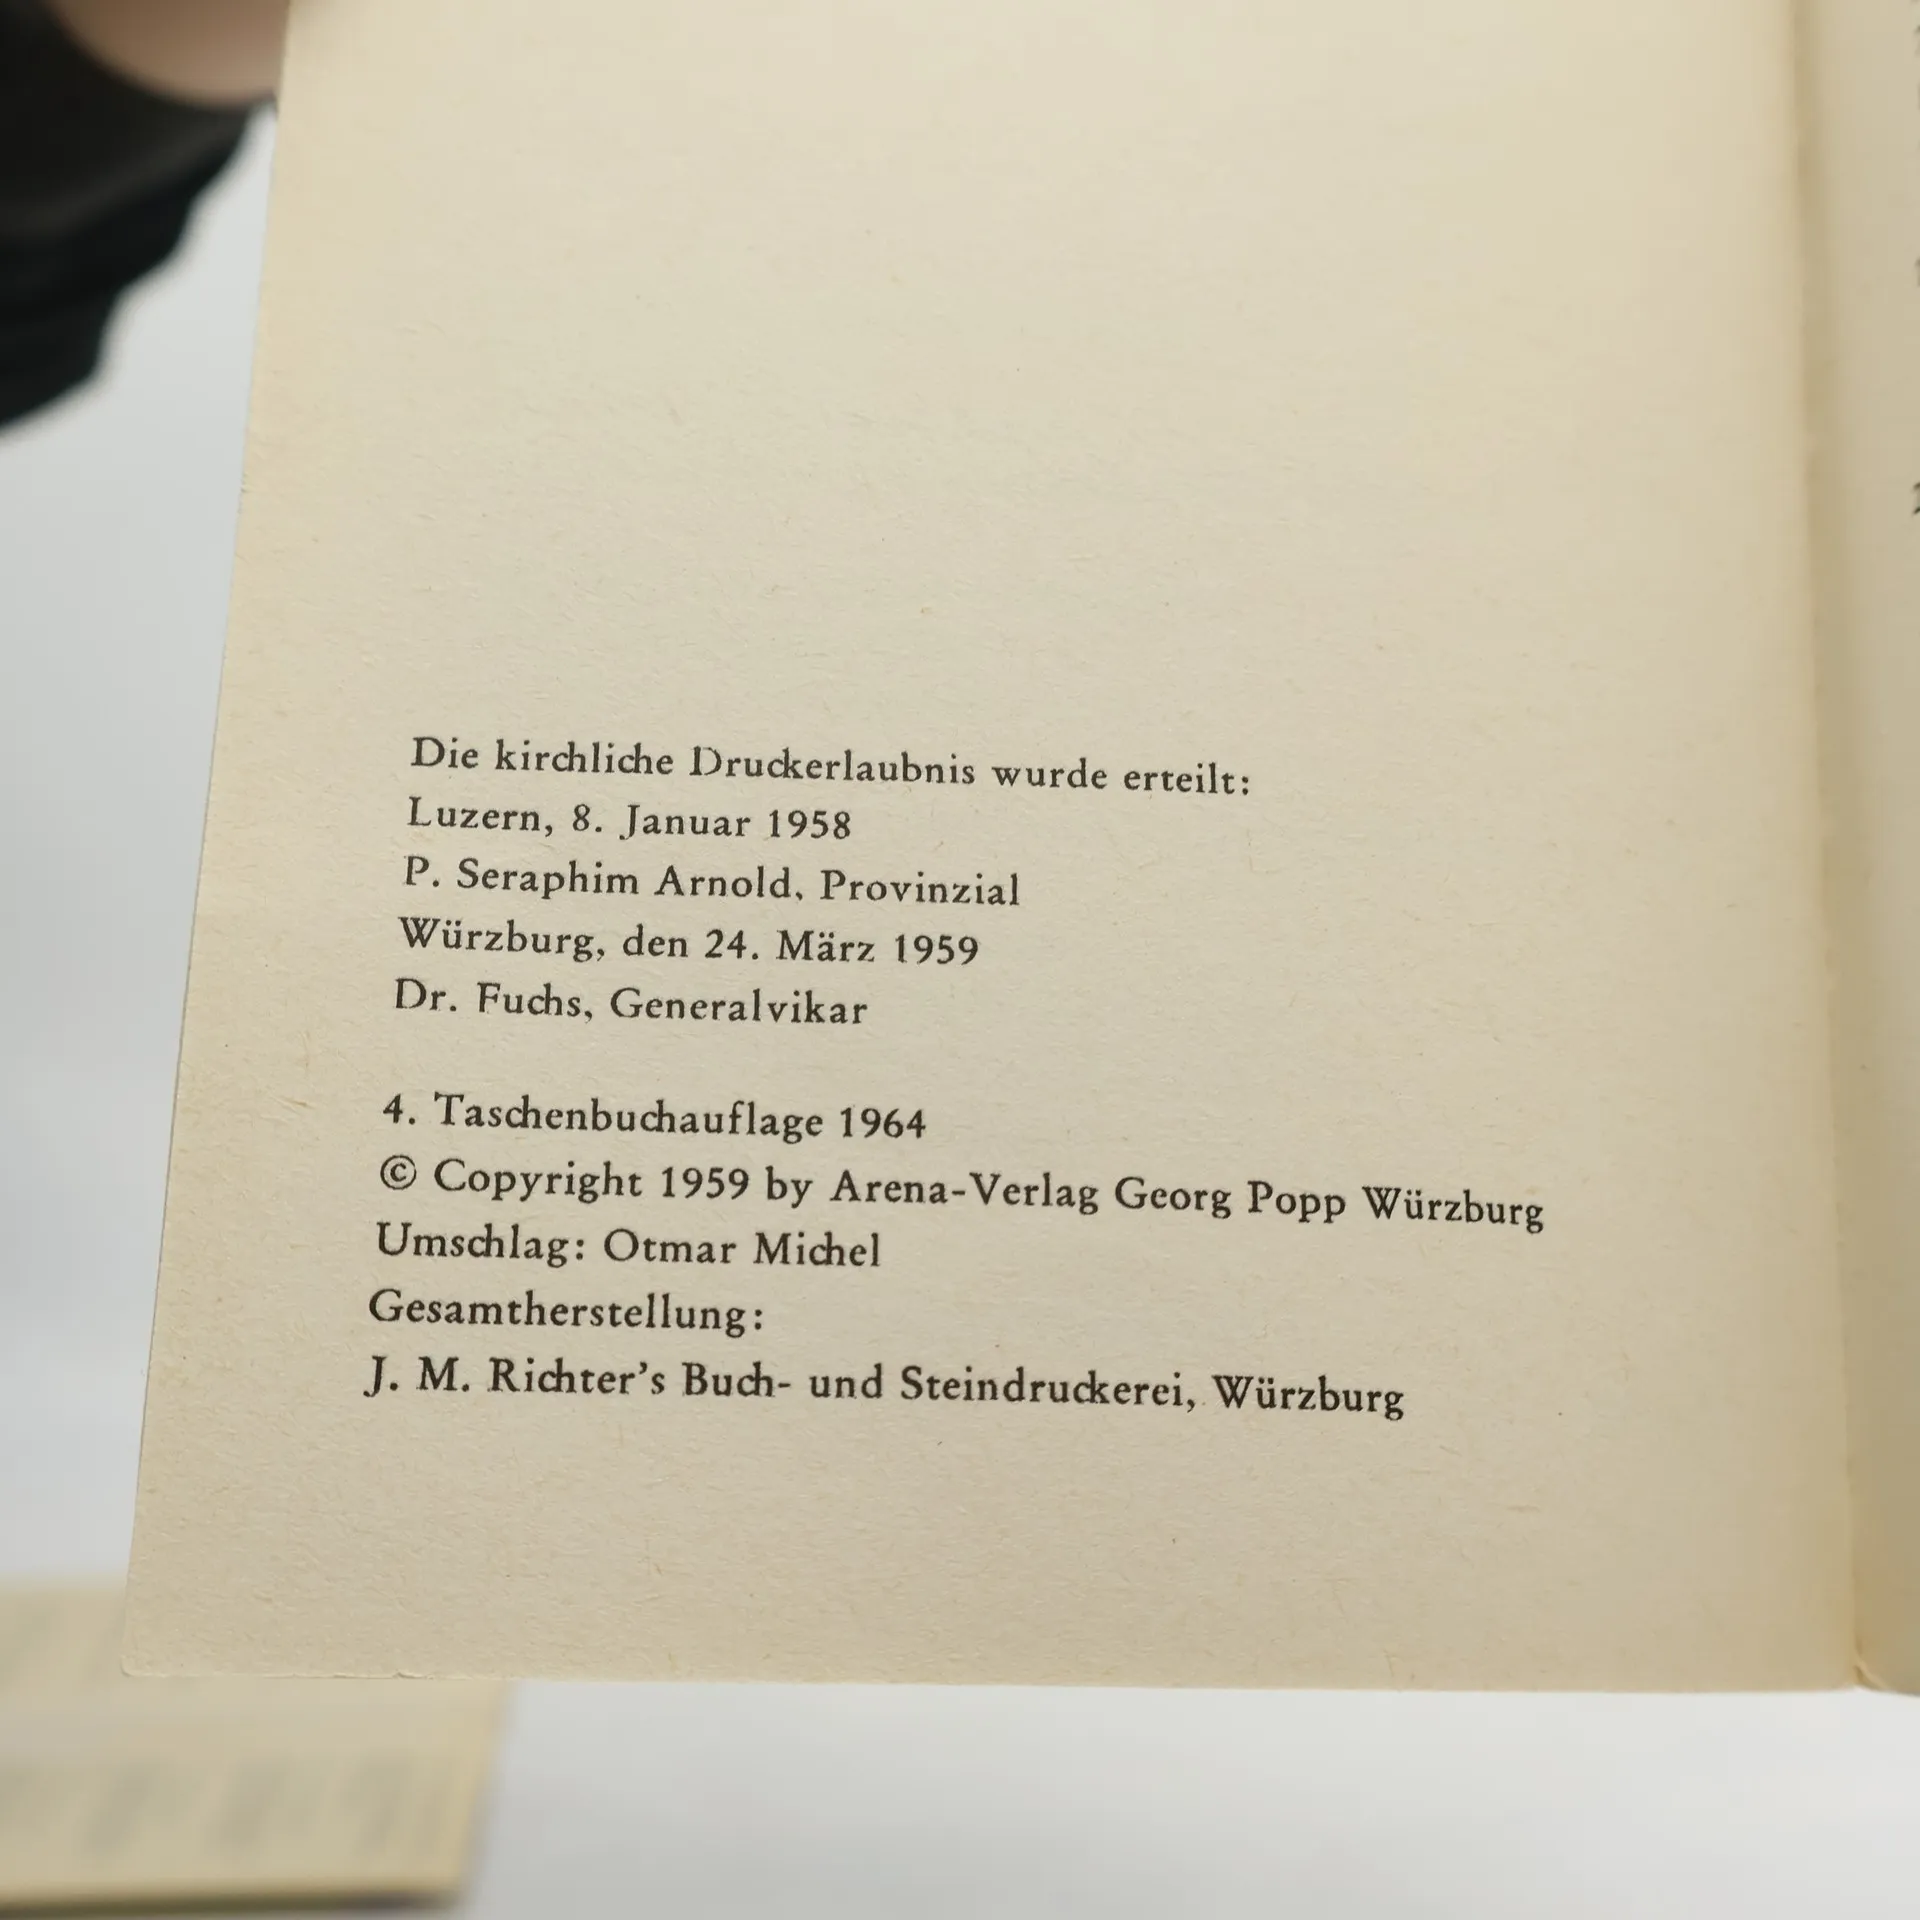 Die kirchliche Druckerlaubnis wurde erteilt:
Luzern, 8. Januar 1958
P. Seraphim Arnold, Provinzial
Würzburg, den 24. März 1959
Dr. Fuchs, Generalvikar
4. Taschenbuchauflage 1964
© Copyright 1959 by Arena-Verlag Georg Popp Würzburg
Umschlag: Otmar Michel
Gesamtherstellung:
J. M. Richter’s Buch- und Steindruckerei, Würzburg